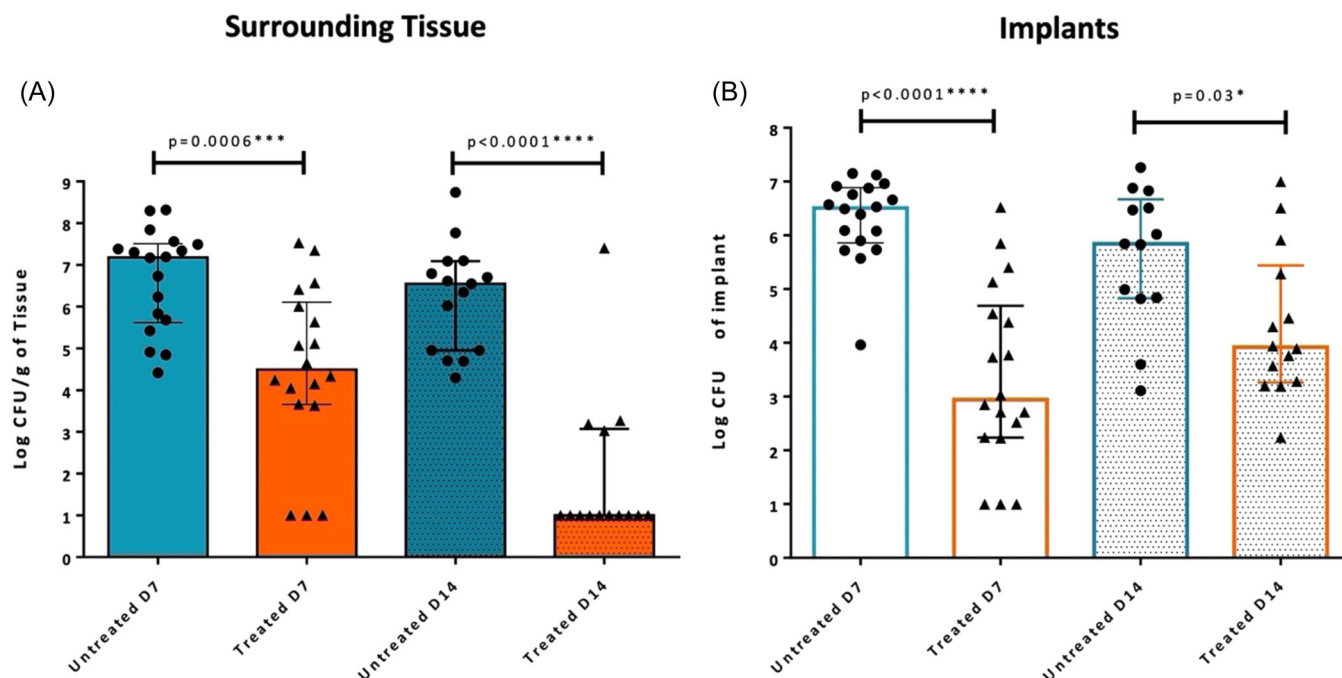 Surrounding Tissue
Implants
(A)
(B)
p=0.0006***
p<0.0001****
p<0.0001****
p=0.03*
Log CFU/g of Tissue
9
8
7
6
5
4
3
2
1
0
Untreated D7
Treated D7
Untreated D14
Treated D14
Log CFU of implant
8
7
6
5
4
3
2
1
0
Untreated D7
Treated D7
Untreated D14
Treated D14